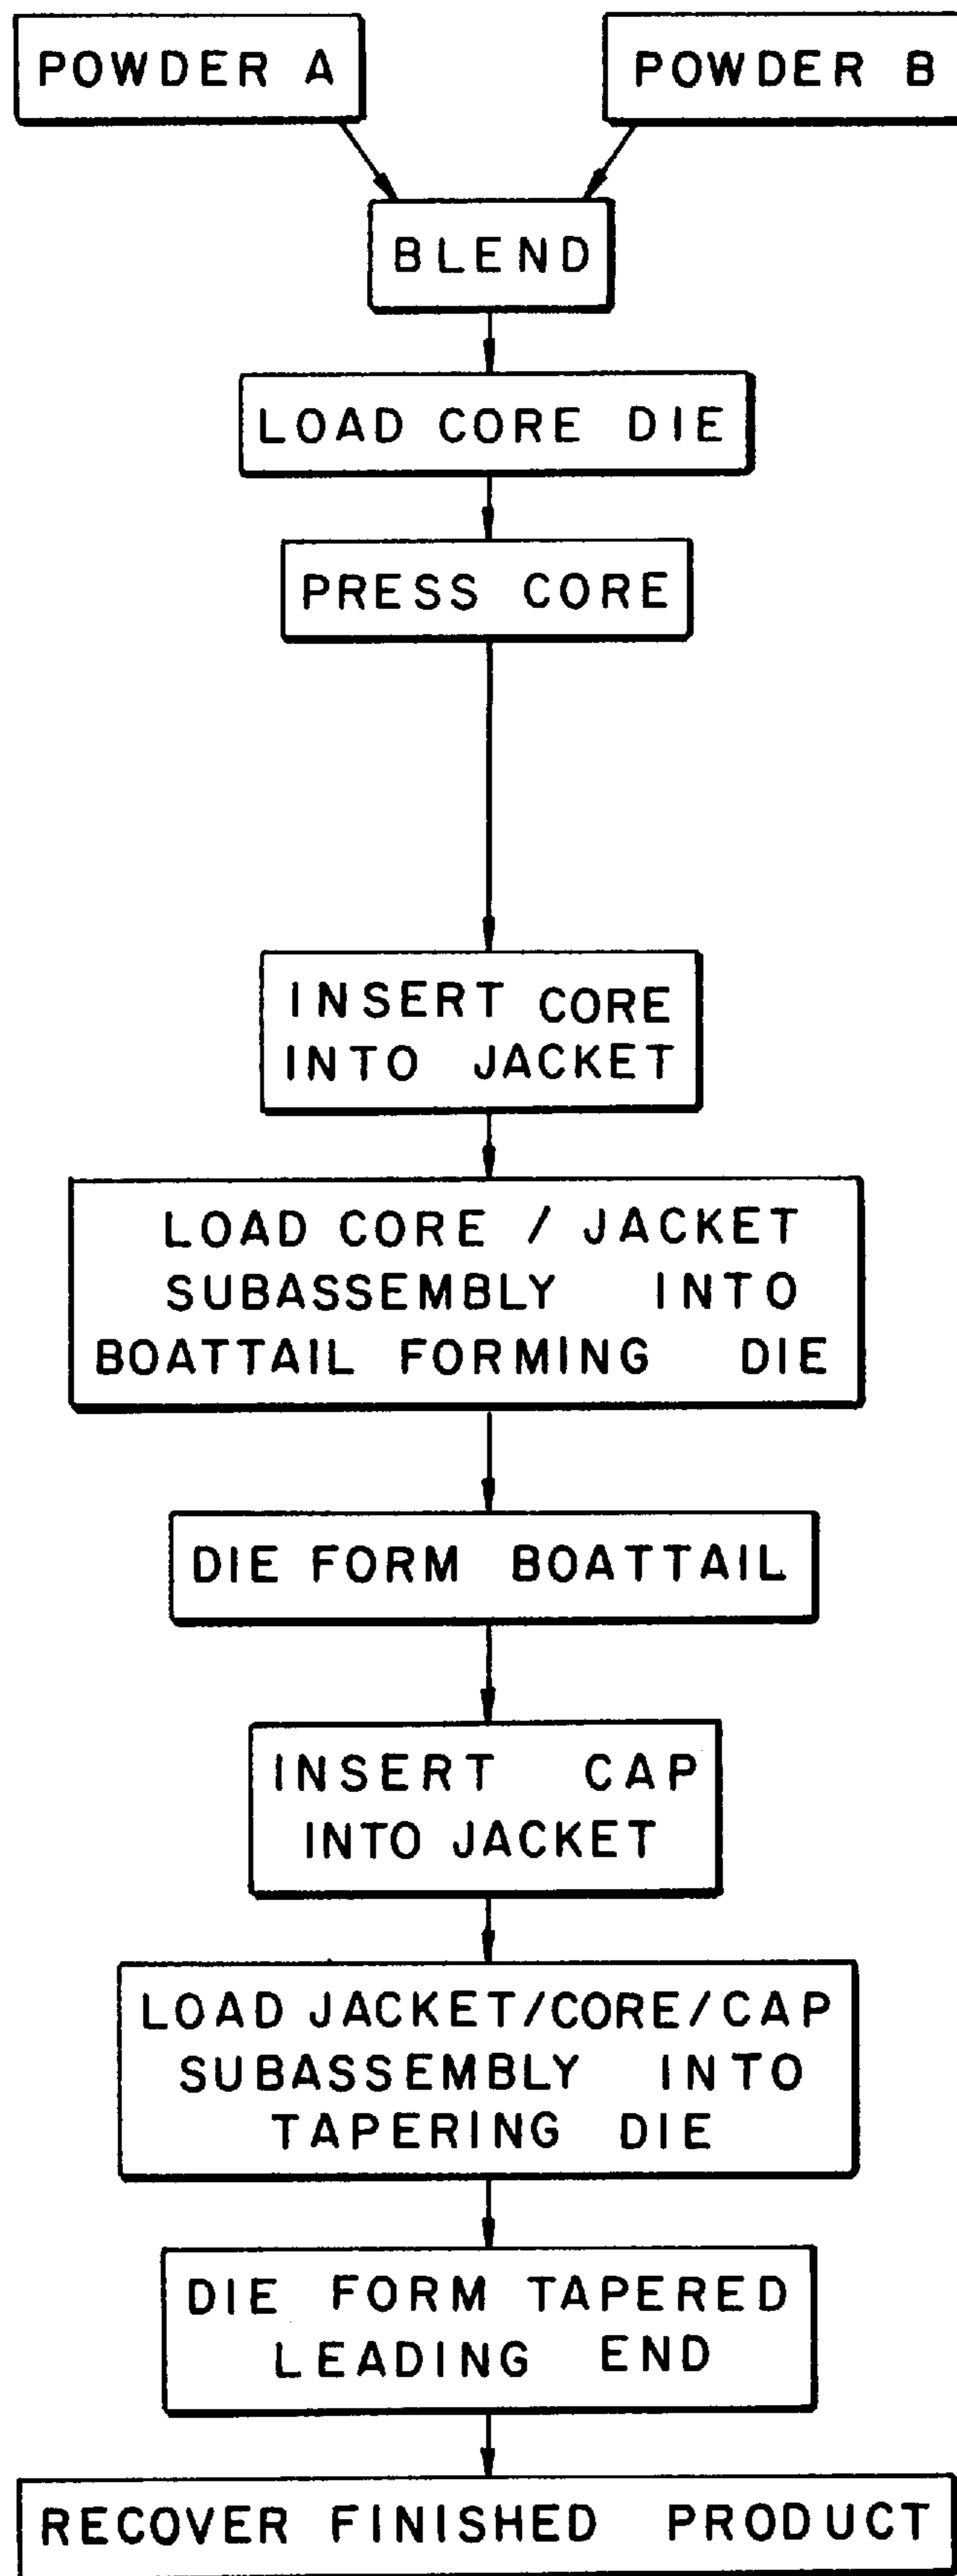 POWDER A
POWDER B
BLEND
LOAD CORE DIE
PRESS CORE
INSERT CORE
INTO JACKET
LOAD CORE / JACKET
SUBASSEMBLY INTO
BOATTAIL FORMING DIE
DIE FORM BOATTAIL
INSERT CAP
INTO JACKET
LOAD JACKET/CORE/CAP
SUBASSEMBLY INTO
TAPERING DIE
DIE FORM TAPERED
LEADING END
RECOVER FINISHED PRODUCT